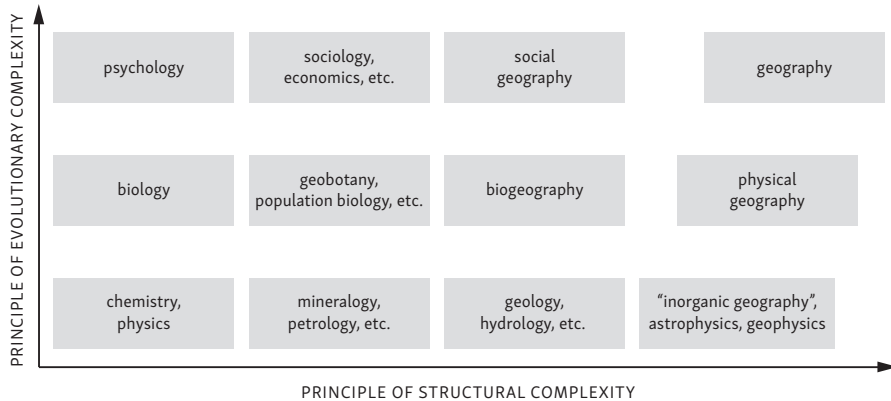 PRINCIPLE OF EVOLUTIONARY COMPLEXITY
psychology
sociology,
economics, etc.
social
geography
geography
biology
geobotany,
population biology, etc.
biogeography
physical
geography
chemistry,
physics
mineralogy,
petrology, etc.
geology,
hydrology, etc.
“inorganic geography”,
astrophysics, geophysics
PRINCIPLE OF STRUCTURAL COMPLEXITY